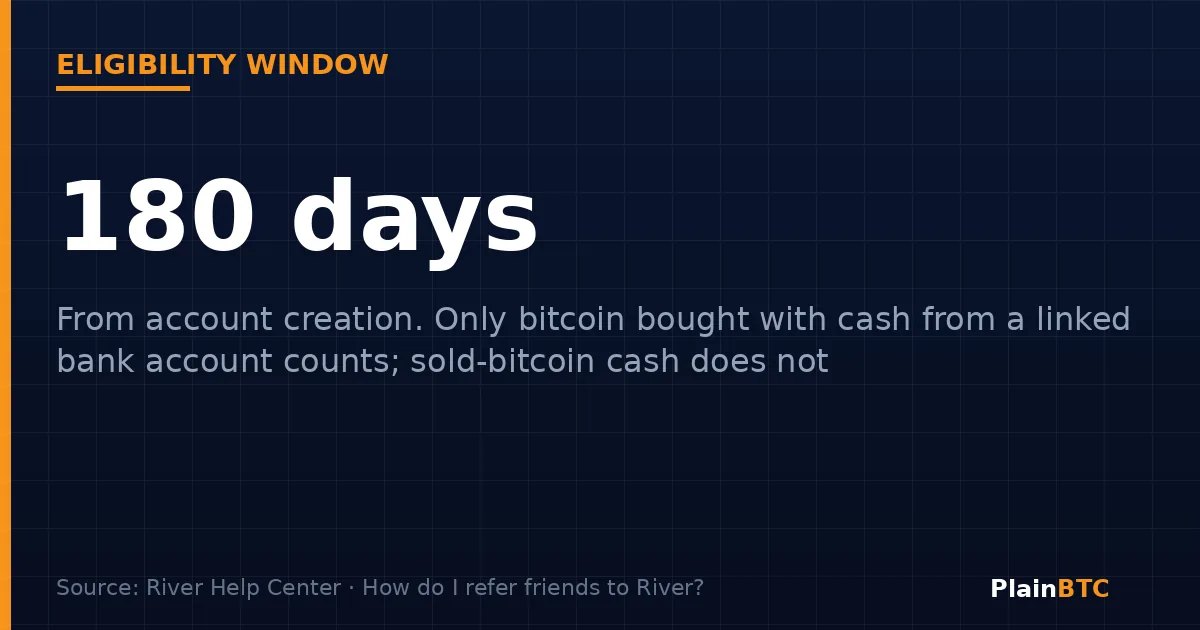 ELIGIBILITY WINDOW
180 days
From account creation. Only bitcoin bought with cash from a linked
bank account counts; sold-bitcoin cash does not
Source: River Help Center · How do I refer friends to River?
PlainBTC